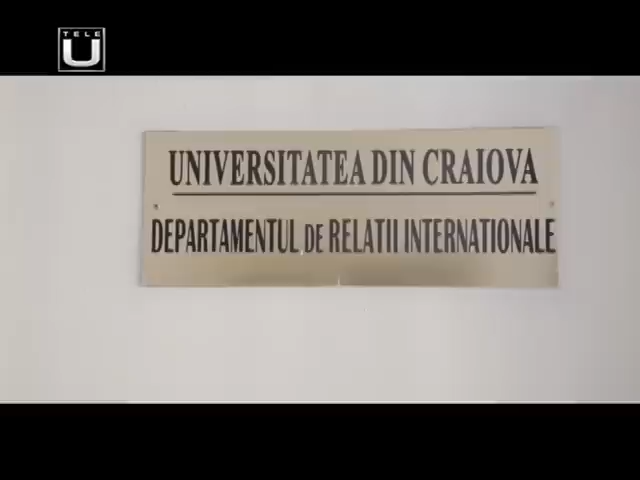 TELE
U
UNIVERSITATEA DIN CRAIOVA
DEPARTAMENTUL DE RELATII INTERNATIONALE